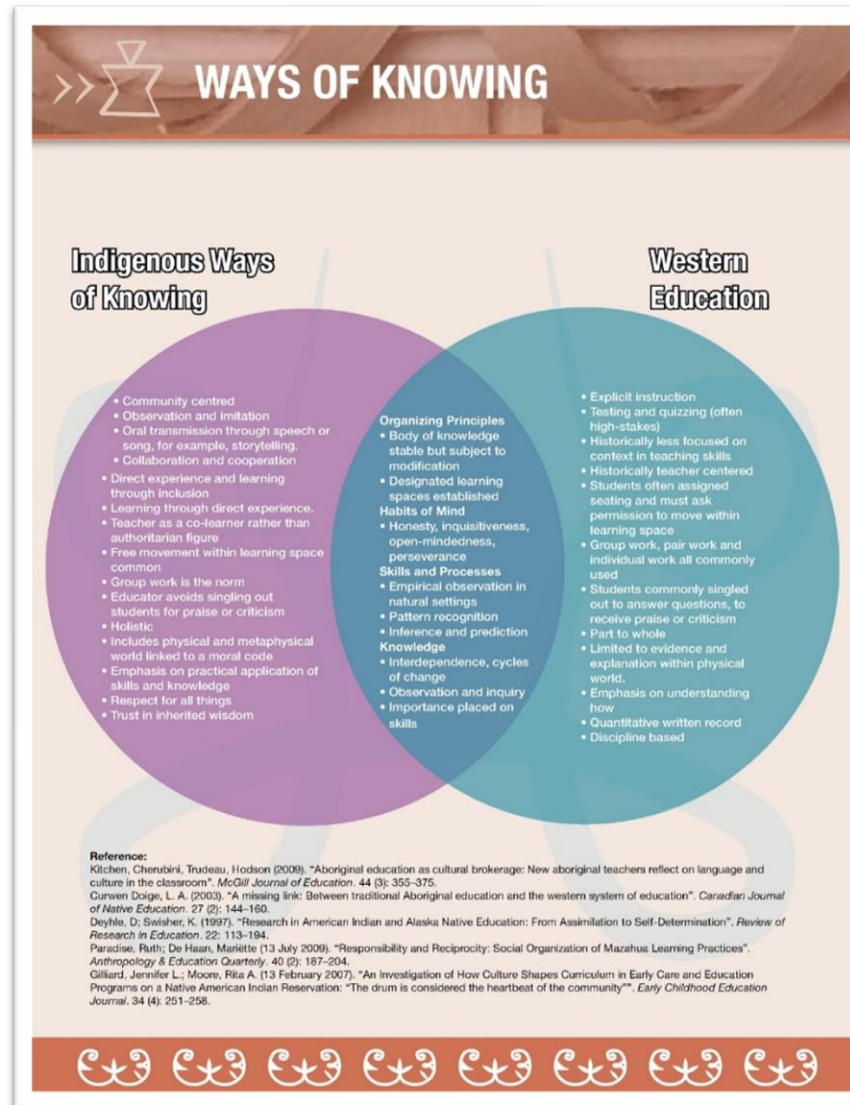 WAYS OF KNOWING
Indigenous Ways
of Knowing
• Community centred
• Observation and imitation
• Oral transmission through speech or
song, for example, storytelling.
• Collaboration and cooperation
• Direct experience and learning
through inclusion
• Learning through direct experience.
• Teacher as a co-learner rather than
authoritarian figure
• Free movement within learning space
common
• Group work is the norm
• Educator avoids singling out
students for praise or criticism
• Holistic
• Includes physical and metaphysical
world linked to a moral code
• Emphasis on practical application of
skills and knowledge
• Respect for all things
• Trust in inherited wisdom
Organizing Principles
• Body of knowledge
stable but subject to
modification
• Designated learning
spaces established
Habits of Mind
• Honesty, inquisitiveness,
open-mindedness,
perseverance
Skills and Processes
• Empirical observation in
natural settings
• Pattern recognition
• Inference and prediction
Knowledge
• Interdependence, cycles
of change
• Observation and inquiry
• Importance placed on
skills
Western
Education
• Explicit instruction
• Testing and quizzing (often
high-stakes)
• Historically less focused on
context in teaching skills
• Historically teacher centered
• Students often assigned
seating and must ask
permission to move within
learning space
• Group work, pair work and
individual work all commonly
used
• Students commonly singled
out to answer questions, to
receive praise or criticism
• Part to whole
• Limited to evidence and
explanation within physical
world.
• Emphasis on understanding
how
• Quantitative written record
• Discipline based
Reference:
Kitchen, Cherubini, Trudeau, Hodson (2009). "Aboriginal education as cultural brokerage: New aboriginal teachers reflect on language and
culture in the classroom". McGill Journal of Education. 44 (3): 355–375.
Curwen Doige, L. A. (2003). "A missing link: Between traditional Aboriginal education and the western system of education". Canadian Journal
of Native Education. 27 (2): 144–160.
Deyhle, D; Swisher, K. (1997). "Research in American Indian and Alaska Native Education: From Assimilation to Self-Determination". Review of
Research in Education. 22: 113–194.
Paradise, Ruth; De Haan, Mariëtte (13 July 2009). "Responsibility and Reciprocity: Social Organization of Mazahua Learning Practices".
Anthropology & Education Quarterly. 40 (2): 187–204.
Gilliard, Jennifer L.; Moore, Rita A. (13 February 2007). "An Investigation of How Culture Shapes Curriculum in Early Care and Education
Programs on a Native American Indian Reservation: "The drum is considered the heartbeat of the community"". Early Childhood Education
Journal. 34 (4): 251–258.